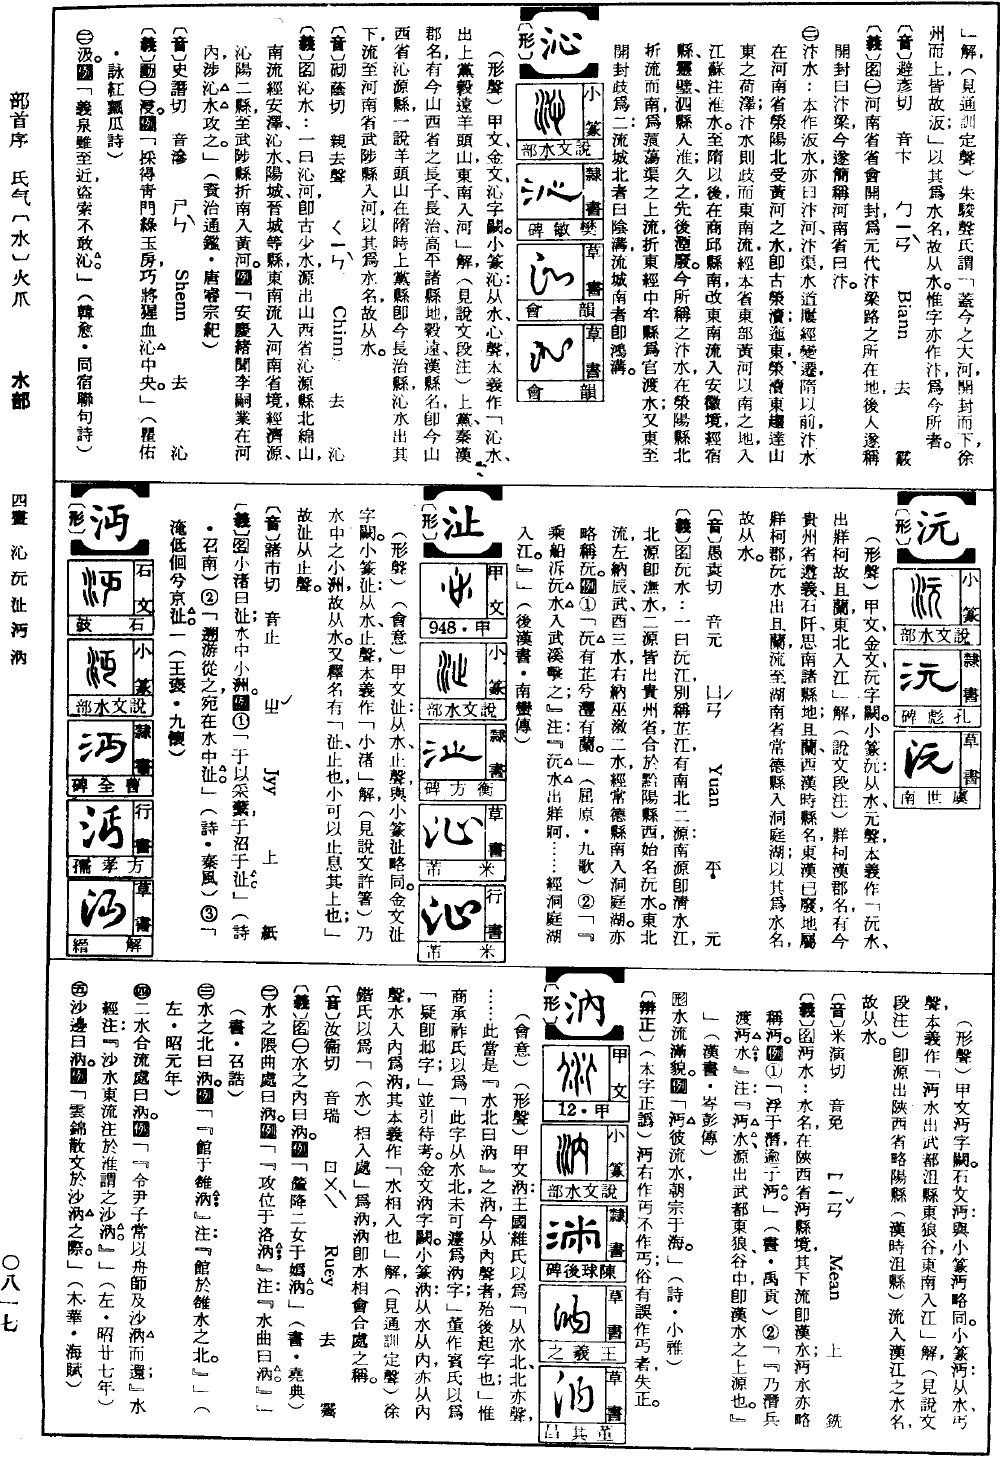 」解，（見通訓定聲）朱駿聲氏謂「蓋今之大河，開封而下，徐
州而上，皆故汳」以其爲水名，故从水。惟字亦作汴，爲今所者。
〔音〕避彥切　音卞　ㄅㄧㄢˋ　Biann　去　霰
〔義〕名㊀河南省省會開封，爲元代汴梁路之所在地，後人遂稱
開封曰汴梁，今遂簡稱河南省曰汴。
㊁汴水：本作汳水，亦曰汴河、汴渠，水道屢經變遷，隋以前汴水
在河南省滎陽北受黃河之水，卽古滎瀆；迤東滎瀆東趨達山
東之荷澤，汴水則歧而東南流，經本省東部黃河以南之地入
江蘇注淮水。至隋以後，在商邱縣南改東南流，入安徽境，經宿
縣、靈壁、泗縣入淮，久之先後湮廢。今所稱之汴水，在滎陽縣北
折流而南，爲蒗蕩渠之上流，折東經中牟縣爲官渡水；又東至
開封歧爲二流，城北者曰陰溝，流城南者卽鴻溝。
沁
〔形〕
小篆　說文水部
隸書　樊敏碑
草書　韻會
草書　韻會
（形聲）甲文金文沁字闕。小篆沁：从水、心聲，本義作「沁水、
出上黨穀遠羊頭山，東南入河」解，（見說文段注）上黨，秦漢
郡名，有今山西省之長子、長治、高平諸縣地；穀遠，漢縣名，卽今山
西省沁源縣，一說羊頭山在隋時上黨縣，卽今長治縣，沁水出其
下，流至河南省武陟縣入河，以其爲水名，故从水。
〔音〕砌蔭切　親去聲　ㄑㄧㄣˋ　Chinn　去　沁
〔義〕名沁水：一曰沁河，卽古少水，源出山西省沁源縣北綿山，
南流經安澤、沁水、陽城、晉城等縣，東南流入河南省境，經濟源、
沁陽二縣，至武陟縣折南入黃河。例「安慶緖聞李嗣業在河
內，涉沁水攻之。」（資治通鑑・唐肅宗紀）
〔音〕史譖切　音滲　ㄕㄣˋ　Shenn　去　沁
〔義〕動㊀浸。例「採得靑門綠玉房，巧將猩血沁中央。」（瞿佑
・詠紅瓤瓜詩）
㊁汲。例「義泉雖至近，盜索不敢沁。」（韓愈・同宿聯句詩）
沅
〔形〕
小篆　說文水部
隸書　孔彪碑
草書　虞世南
（形聲）甲文金文沅字闕。小篆沅：从水、元聲，本義作「沅水、
出牂柯故且蘭，東北入江」解，（說文段注）牂柯，漢郡名，有今
貴州省遵義、石阡、思南諸縣地；且蘭，西漢時縣名，東漢已廢，地屬
牂柯郡；沅水出且蘭，流至湖南省常德縣入洞庭湖，以其爲水名，
故从水。
〔音〕愚袁切　音元　ㄩㄢˊ　Yuan　平　元
〔義〕名沅水：一曰沅江，別稱芷江，有南北二源：南源卽淸水江，
北源卽潕水，二源皆出貴州省，合於黔陽縣西，始名沅水，東北
流，左納辰、武、酉三水，右納巫、漵二水，經常德縣南入洞庭湖。亦
略稱沅。例①「沅有芷兮澧有蘭。」（屈原・九歌）②「『
乘船泝沅水入武溪擊之。』注：『沅水出牂牁……經洞庭湖
入江。』」（後漢書・南蠻傳）
沚
〔形〕
甲文　甲・948
小篆　說文水部
隸書　衡方碑
草書　米芾
行書　米芾
（形聲）（會意）甲文沚：从水、止聲，與小篆沚略同。金文沚
字闕。小篆沚：从水、止聲，本義作「小渚」解，（見說文許箸）乃
水中之小洲，故从水。又釋名有「沚，止也，小可以止息其上也」，
故沚从止聲。
〔音〕諸市切　音止　ㄓˇ　Jyy　上　紙
〔義〕名小渚曰沚；水中小洲。例①「于以采蘩，于沼于沚。」（詩
・召南）②「遡游從之，宛在水中沚。」（詩・秦風）③「
淹低佪兮京沚。」（王褒・九懷）
沔
〔形〕
石文　石鼓
小篆　說文水部
隸書　曹全碑
行書　方孝孺
草書　解縉
（形聲）甲文沔字闕。石文沔：與小篆沔略同。小篆沔：从水、丏
聲，本義作「沔水出武都沮縣東狼谷，東南入江」解，（見說文
段注）卽源出陝西省略陽縣（漢時沮縣），流入漢江之水名，
故从水。
〔音〕米演切　音免　ㄇㄧㄢˇ　Mean　上　銑
〔義〕名沔水：水名，在陝西省沔縣境，其下流卽漢水；沔水亦略
稱沔。例①「浮于潛，逾于沔。」（書・禹貢）②「『乃潛兵
渡沔水。』注：『沔水源出武都東狼谷中，卽漢水之上源也。』
」（漢書・岑彭傳）
形水流滿貌。例「沔彼流水，朝宗于海。」（詩・小雅）
〔辨正〕（本字正譌）沔右作丏不作丐；俗有誤作丐者，失正。
汭
〔形〕
甲文　甲・12
小篆　說文水部
隸書　陳球後碑
草書　王羲之
草書　董其昌
（會意）（形聲）甲文汭：王國維氏以爲「从水北，北亦聲，
……此當是『水北曰汭』之汭，今从內聲者殆後起字也」；惟
商承祚氏以爲「此字从水北，未可遽爲汭字」；董作賓氏以爲
「疑卽邶字」，並引待考。金文汭字闕。小篆汭：从水从內，亦从內
聲，水入內爲汭，其本義作「水相入也」解，（見通訓定聲）徐
鍇氏以爲「（水）相入處」爲汭，汭卽水相會合處之稱。
〔音〕汝衞切　音瑞　ㄖㄨㄟˋ　Ruey　去　霽
〔義〕名㊀水之內曰汭。例「釐降二女于嬀汭。」（書・堯典）
㊁水之隈曲處曰汭。例「『攻位于洛汭。』注：『水曲曰汭』」
（書・召誥）
㊂水之北曰汭。例「『館于雒汭。』注：『館於雒水之北。』」（
左・昭元年）
㊃二水合流處曰汭。例「『令尹子常以舟師及沙汭而還；』水
經注：『沙水東流注於淮，謂之沙汭。』」（左・昭廿七年）
㊄沙邊曰汭。例「雲錦散文於沙汭之際。」（木華・海賦）
部首序　氏气〔水〕火爪　水部　四畫　沁沅沚沔汭　〇八一七